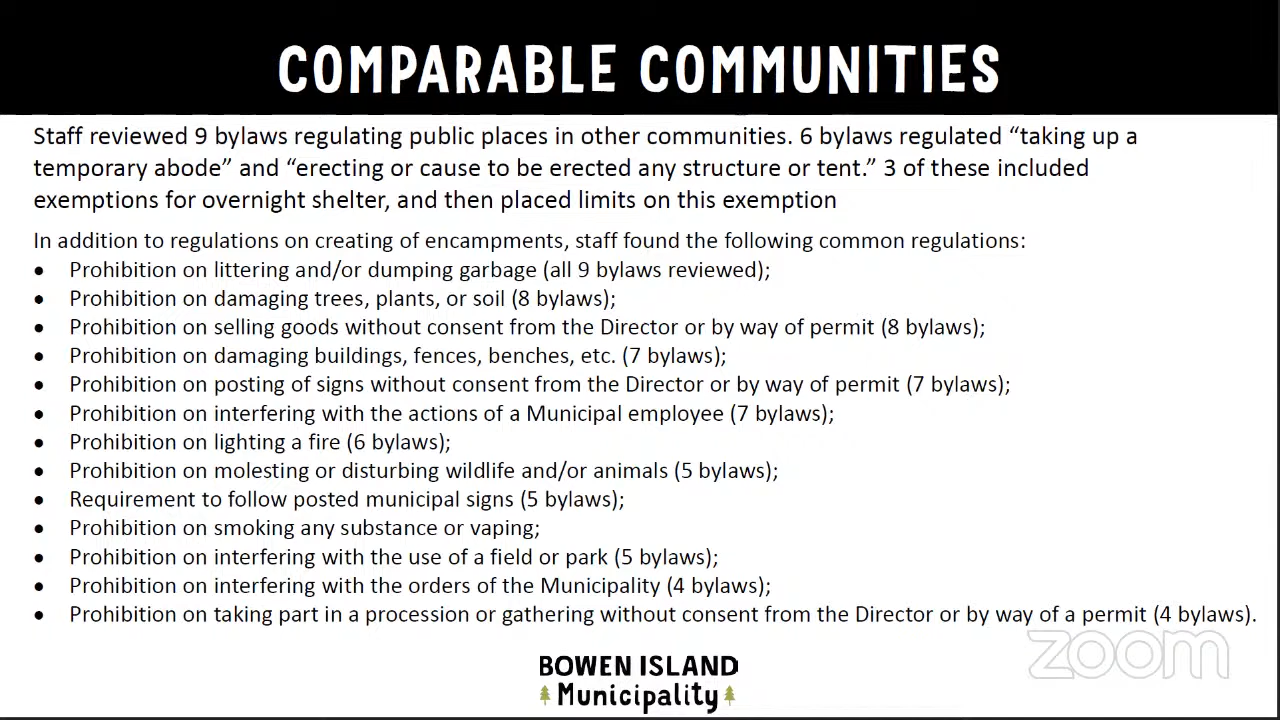 COMPARABLE COMMUNITIES
Staff reviewed 9 bylaws regulating public places in other communities. 6 bylaws regulated “taking up a
temporary abode” and “erecting or cause to be erected any structure or tent.” 3 of these included
exemptions for overnight shelter, and then placed limits on this exemption
In addition to regulations on creating of encampments, staff found the following common regulations:
• Prohibition on littering and/or dumping garbage (all 9 bylaws reviewed);
• Prohibition on damaging trees, plants, or soil (8 bylaws);
• Prohibition on selling goods without consent from the Director or by way of permit (8 bylaws);
• Prohibition on damaging buildings, fences, benches, etc. (7 bylaws);
• Prohibition on posting of signs without consent from the Director or by way of permit (7 bylaws);
• Prohibition on interfering with the actions of a Municipal employee (7 bylaws);
• Prohibition on lighting a fire (6 bylaws);
• Prohibition on molesting or disturbing wildlife and/or animals (5 bylaws);
• Requirement to follow posted municipal signs (5 bylaws);
• Prohibition on smoking any substance or vaping;
• Prohibition on interfering with the use of a field or park (5 bylaws);
• Prohibition on interfering with the orders of the Municipality (4 bylaws);
• Prohibition on taking part in a procession or gathering without consent from the Director or by way of a permit (4 bylaws).
zoom
BOWEN ISLAND
Municipality